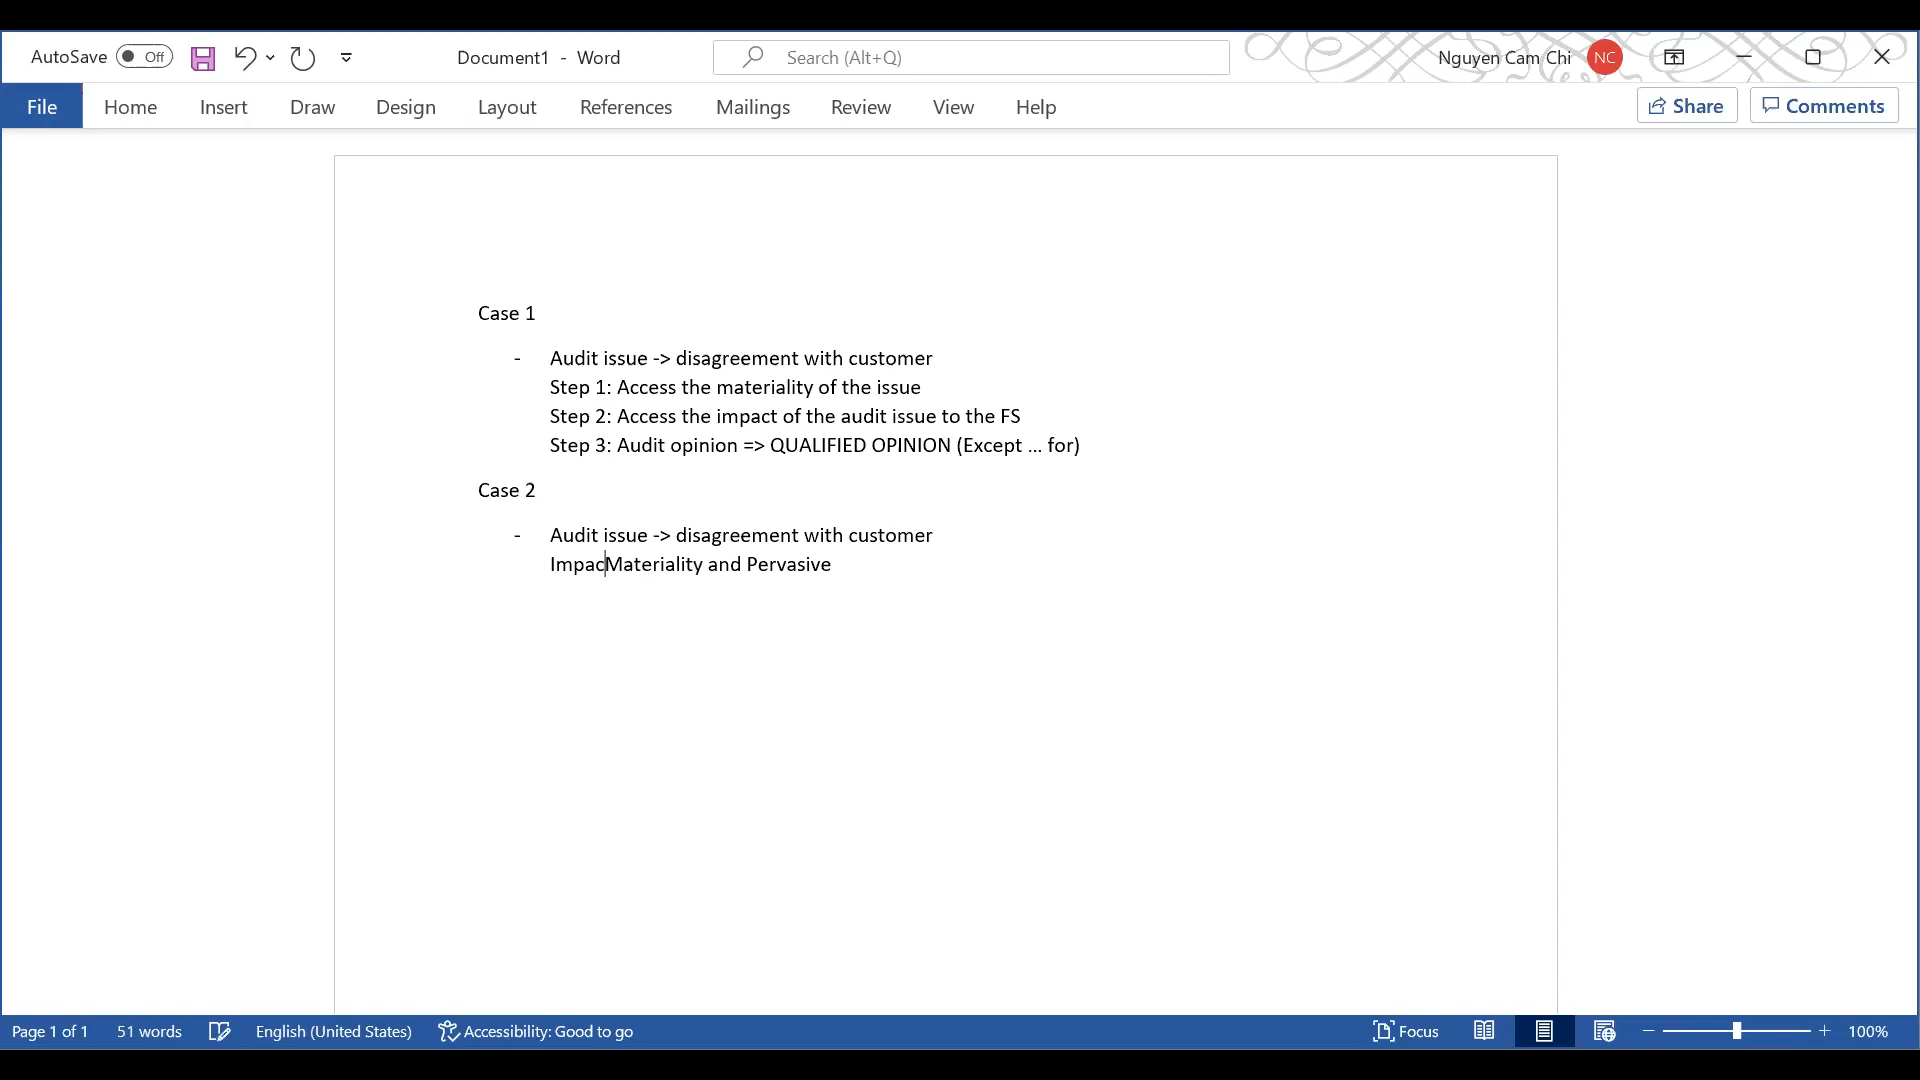 AutoSave Off Document1 - Word Search (Alt+Q) Nguyen Cam Chi NC
File Home Insert Draw Design Layout References Mailings Review View Help Share Comments
Case 1
- Audit issue -> disagreement with customer
Step 1: Access the materiality of the issue
Step 2: Access the impact of the audit issue to the FS
Step 3: Audit opinion => QUALIFIED OPINION (Except ... for)
Case 2
- Audit issue -> disagreement with customer
ImpacMateriality and Pervasive
Page 1 of 1 51 words English (United States) Accessibility: Good to go Focus 100%